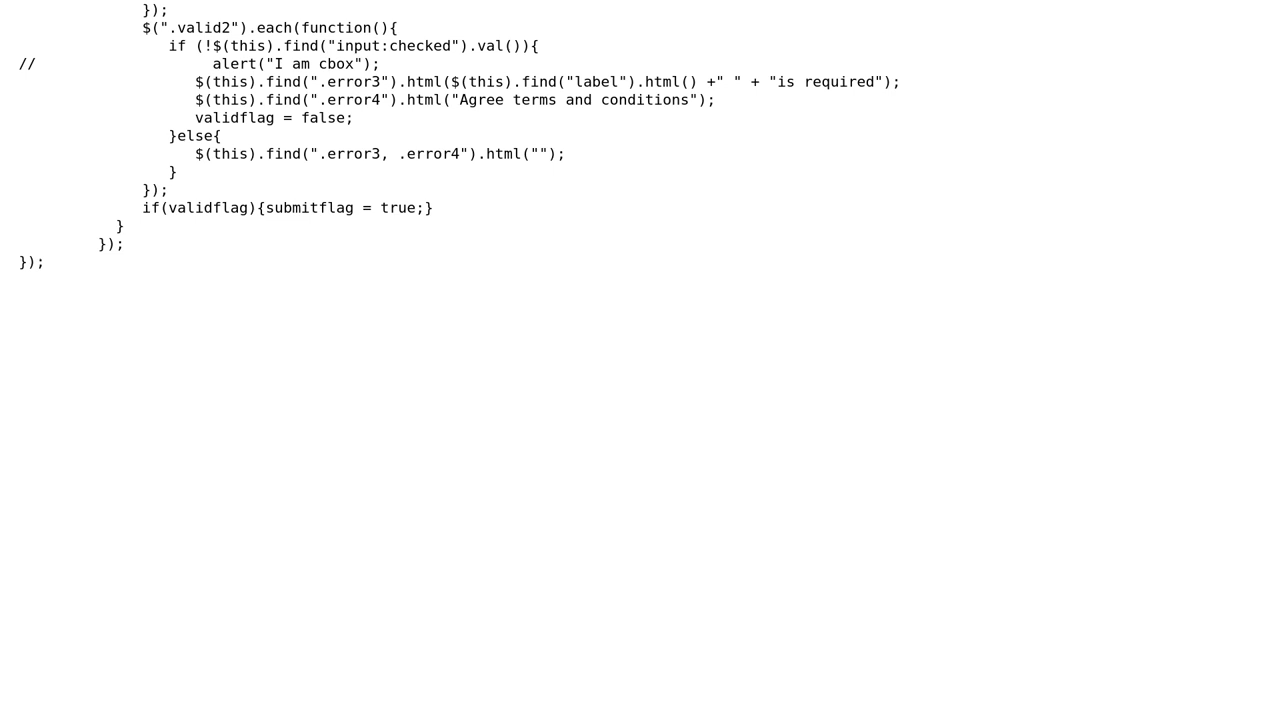 });
$(".valid2").each(function(){
if (!$(this).find("input:checked").val()){
// alert("I am cbox");
$(this).find(".error3").html($(this).find("label").html() +" " + "is required");
$(this).find(".error4").html("Agree terms and conditions");
validflag = false;
}else{
$(this).find(".error3, .error4").html("");
}
});
if(validflag){submitflag = true;}
}
});
});